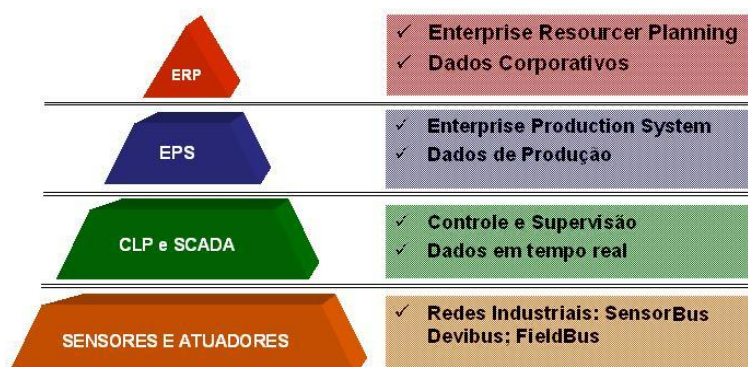 ERP
✓ Enterprise Resourcer Planning
✓ Dados Corporativos
EPS
✓ Enterprise Production System
✓ Dados de Produção
CLP e SCADA
✓ Controle e Supervisão
✓ Dados em tempo real
SENSORES E ATUADORES
✓ Redes Industriais: SensorBus
Devibus; FieldBus